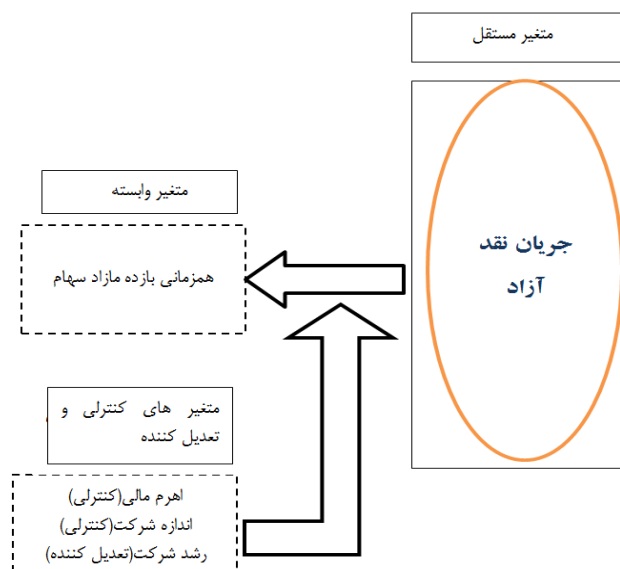 متغیر مستقل
جریان نقد
آزاد
متغیر وابسته
همزمانی بازده مازاد سهام
متغیر های کنترلی و
تعدیل کننده
اهرم مالی(کنترلی)
اندازه شرکت(کنترلی)
رشد شرکت(تعدیل کننده)